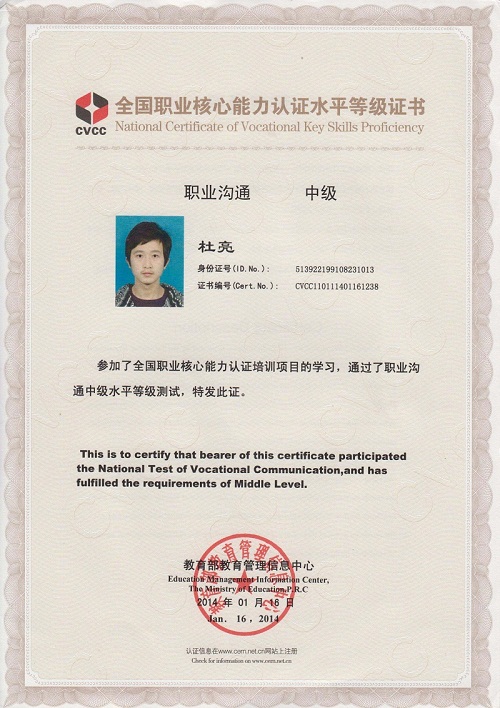 CVCC
全国职业核心能力认证水平等级证书
National Certificate of Vocational Key Skills Proficiency
职业沟通 中级
杜亮
身份证号(ID.No.): 513922199108231013
证书编号(Cert.No.): CVCC110111401161238
参加了全国职业核心能力认证培训项目的学习，通过了职业沟
通中级水平等级测试，特发此证。
This is to certify that bearer of this certificate participated
the National Test of Vocational Communication,and has
fulfilled the requirements of Middle Level.
教育部教育管理信息中心
Education Management Information Center,
The Ministry of Education,P.R.C
2014 年 01 月 16 日
Jan. 16 , 2014
教育部教育管理信息中心
认证信息在www.cem.net.cn网站上注册
Check for information on www.cem.net.cn